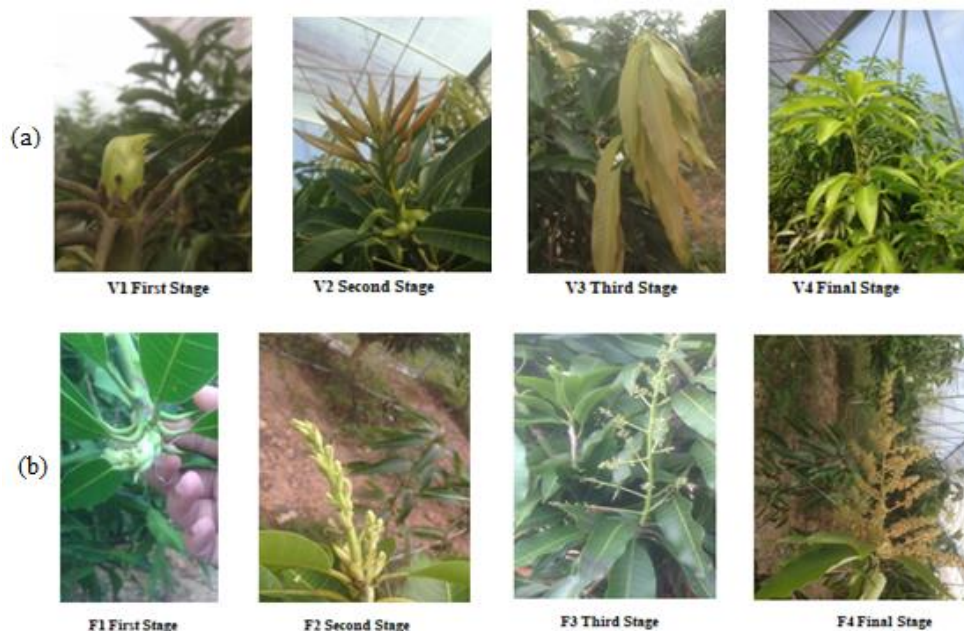 (a)
V1 First Stage
V2 Second Stage
V3 Third Stage
V4 Final Stage
(b)
F1 First Stage
F2 Second Stage
F3 Third Stage
F4 Final Stage